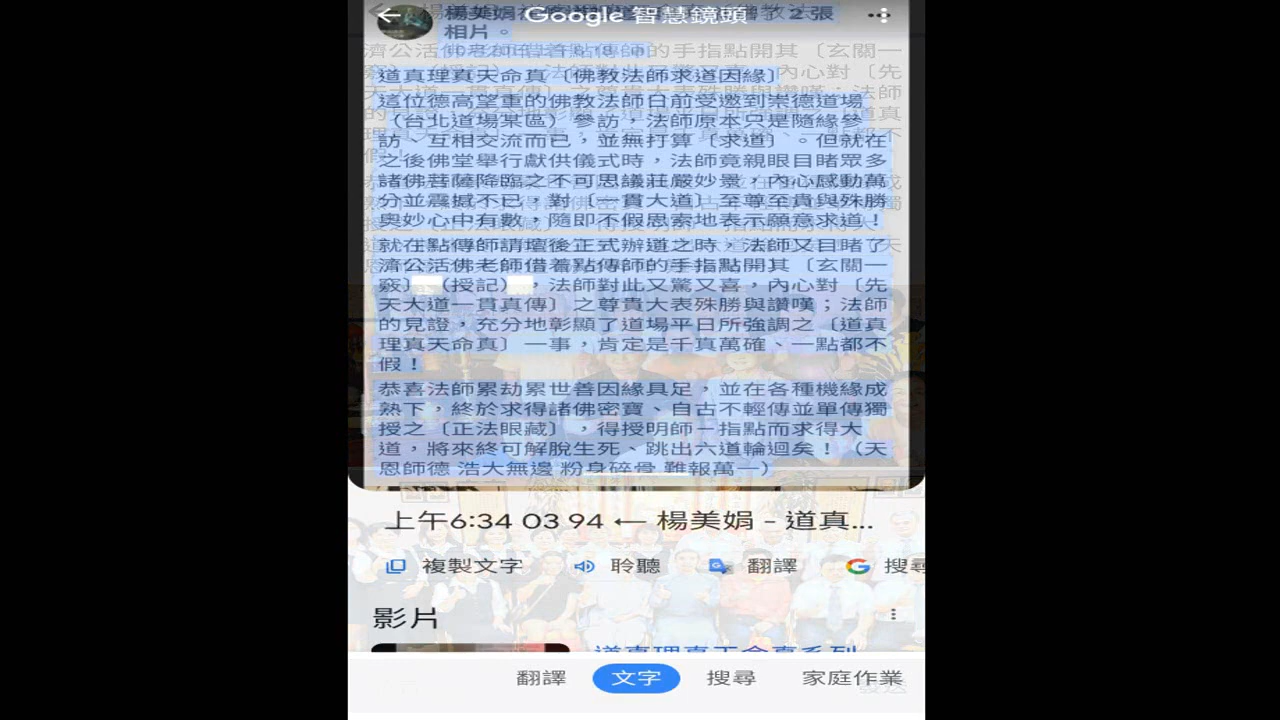 Google 智慧鏡頭
2 張
相片。
道真理真天命真〔佛教法師求道因緣〕
這位德高望重的佛教法師日前受邀到崇德道場
（台北道場某區）參訪，法師原本只是隨緣參
訪、互相交流而已，並無打算〔求道〕。但就在
之後佛堂舉行獻供儀式時，法師竟親眼目睹眾多
諸佛菩薩降臨之不可思議莊嚴妙景，內心感動萬
分並震撼不已，對〔一貫大道〕至尊至貴與殊勝
奧妙心中有數，隨即不假思索地表示願意求道！
就在點傳師請壇後正式辦道之時，法師又目睹了
濟公活佛老師借着點傳師的手指點開其〔玄關一
竅〕（授記），法師對此又驚又喜，內心對〔先
天大道一貫真傳〕之尊貴大表殊勝與讚嘆；法師
的見證，充分地彰顯了道場平日所強調之〔道真
理真天命真〕一事，肯定是千真萬確、一點都不
假！
恭喜法師累劫累世善因緣具足，並在各種機緣成
熟下，終於求得諸佛密寶、自古不輕傳並單傳獨
授之〔正法眼藏〕，得授明師一指點而求得大
道，將來終可解脫生死、跳出六道輪迴矣！（天
恩師德 浩大無邊 粉身碎骨 難報萬一）
上午6:34 03 94 ← 楊美娟 - 道真...
複製文字 聆聽 翻譯 搜尋
影片
道真理真天命真系列
翻譯 文字 搜尋 家庭作業